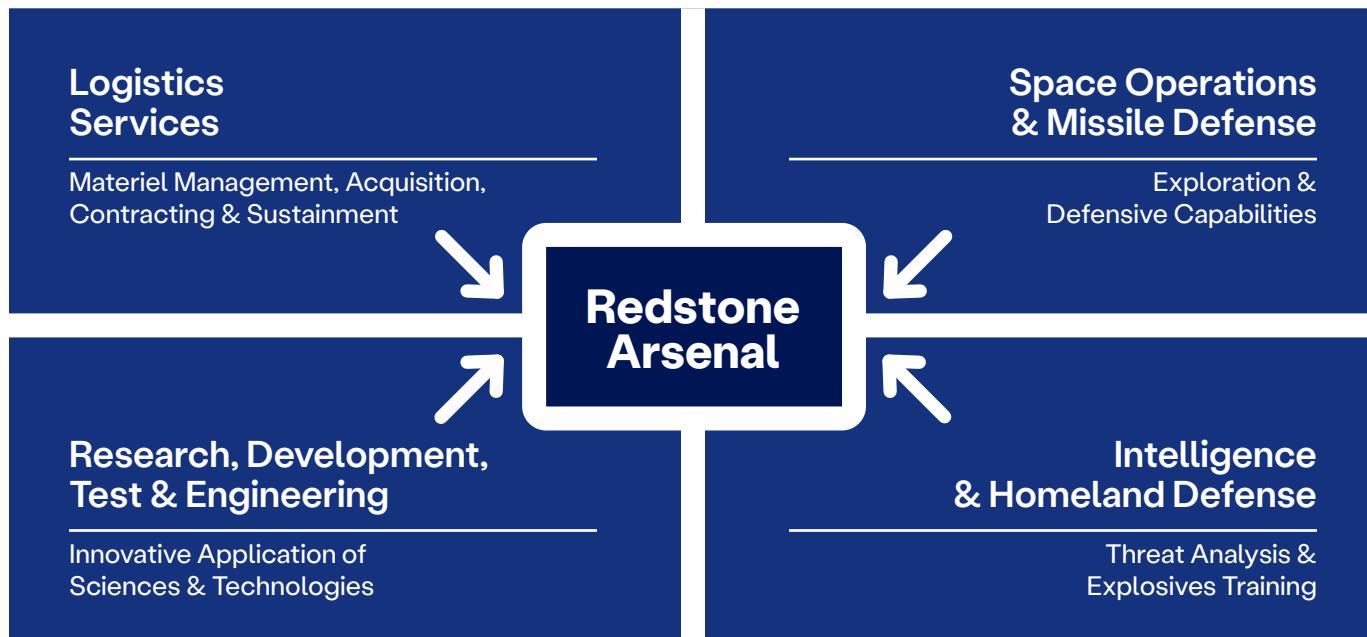 Logistics
Services
Materiel Management, Acquisition,
Contracting & Sustainment
Space Operations
& Missile Defense
Exploration &
Defensive Capabilities
Redstone
Arsenal
Research, Development,
Test & Engineering
Innovative Application of
Sciences & Technologies
Intelligence
& Homeland Defense
Threat Analysis &
Explosives Training